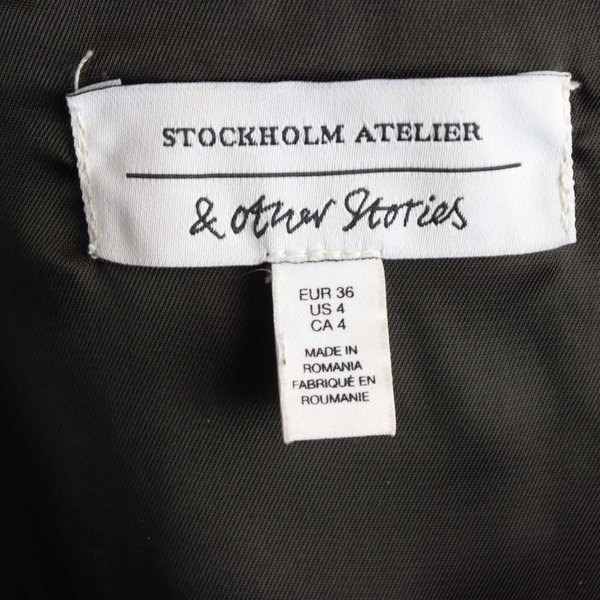 STOCKHOLM ATELIER
& other Stories
EUR 36
US 4
CA 4
MADE IN
ROMANIA
FABRIQUÉ EN
ROUMANIE